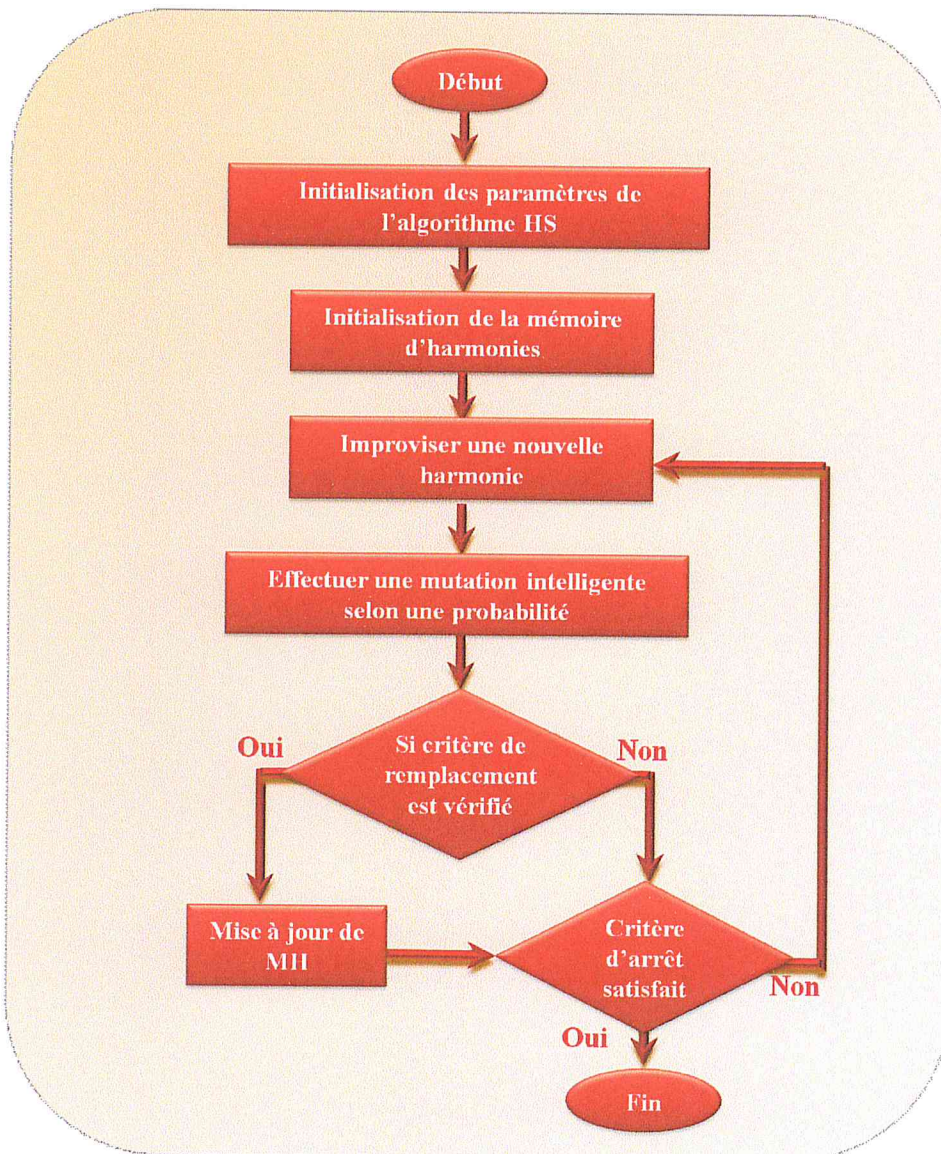 Début
Initialisation des paramètres de
l'algorithme HS
Initialisation de la mémoire
d'harmonies
Improviser une nouvelle
harmonie
Effectuer une mutation intelligente
selon une probabilité
Oui
Si critère de
remplacement
est vérifié
Non
Mise à jour de
MH
Critère
d'arrêt
satisfait
Non
Oui
Fin